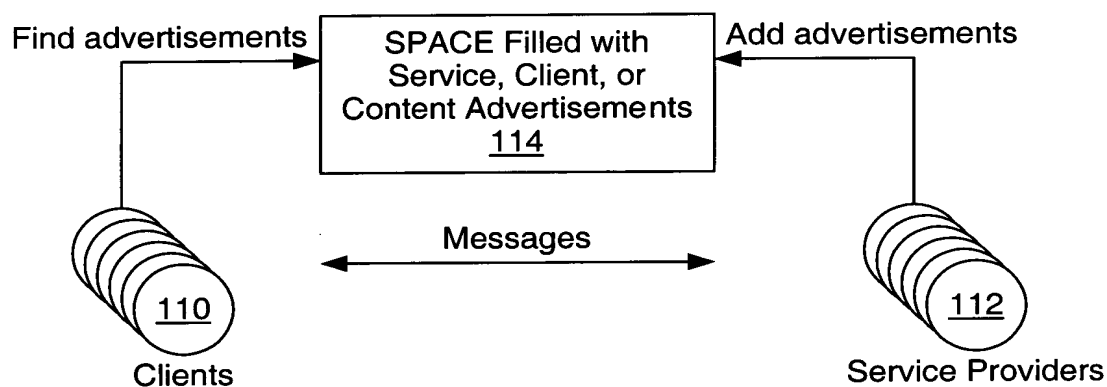 Find advertisements
SPACE Filled with
Service, Client, or
Content Advertisements
114
Add advertisements
Messages
110
Clients
112
Service Providers